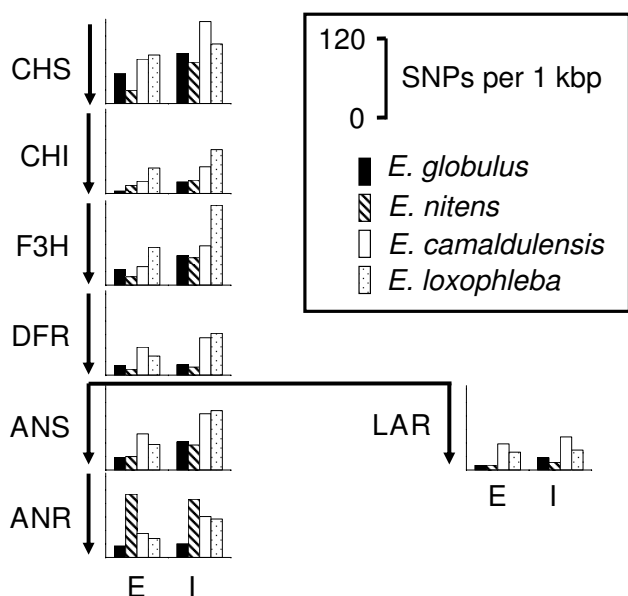 CHS
CHI
F3H
DFR
ANS
ANR
E I
LAR
E I
120
SNPs per 1 kbp
0
E. globulus
E. nitens
E. camaldulensis
E. loxophleba